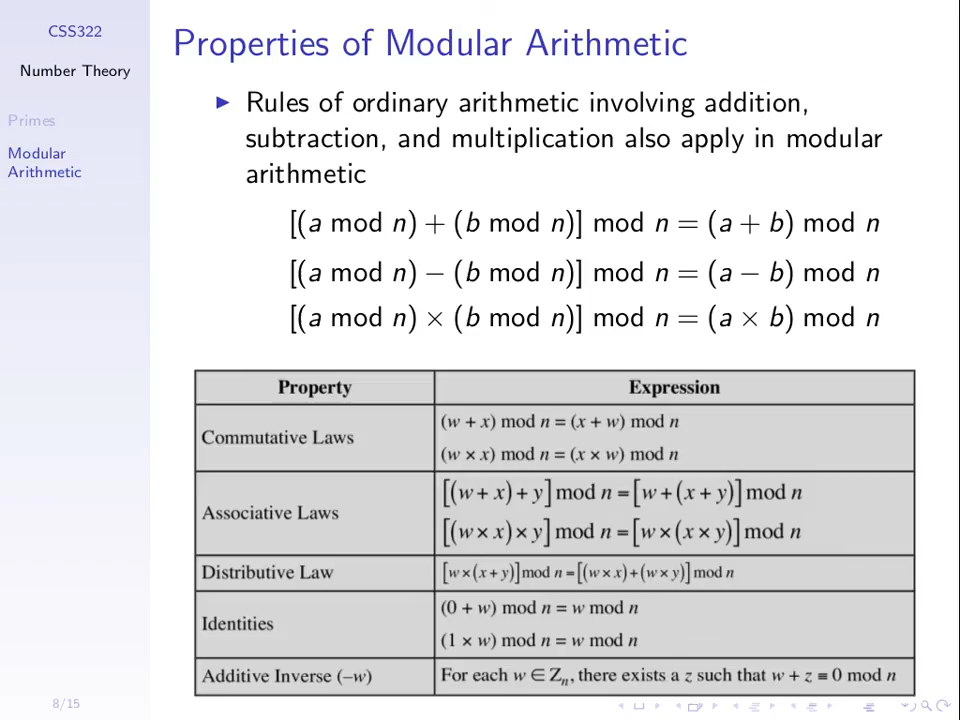 CSS322
Number Theory
Primes
Modular
Arithmetic
Properties of Modular Arithmetic
Rules of ordinary arithmetic involving addition,
subtraction, and multiplication also apply in modular
arithmetic
[(a mod n) + (b mod n)] mod n = (a + b) mod n
[(a mod n) − (b mod n)] mod n = (a − b) mod n
[(a mod n) × (b mod n)] mod n = (a × b) mod n
Property Expression
Commutative Laws
(w + x) mod n = (x + w) mod n
(w × x) mod n = (x × w) mod n
Associative Laws
[(w + x) + y] mod n = [w + (x + y)] mod n
[(w × x) × y] mod n = [w × (x × y)] mod n
Distributive Law [w × (x + y)] mod n = [(w × x) + (w × y)] mod n
Identities
(0 + w) mod n = w mod n
(1 × w) mod n = w mod n
Additive Inverse (–w) For each w ∈ Zₙ, there exists a z such that w + z ≡ 0 mod n
8/15